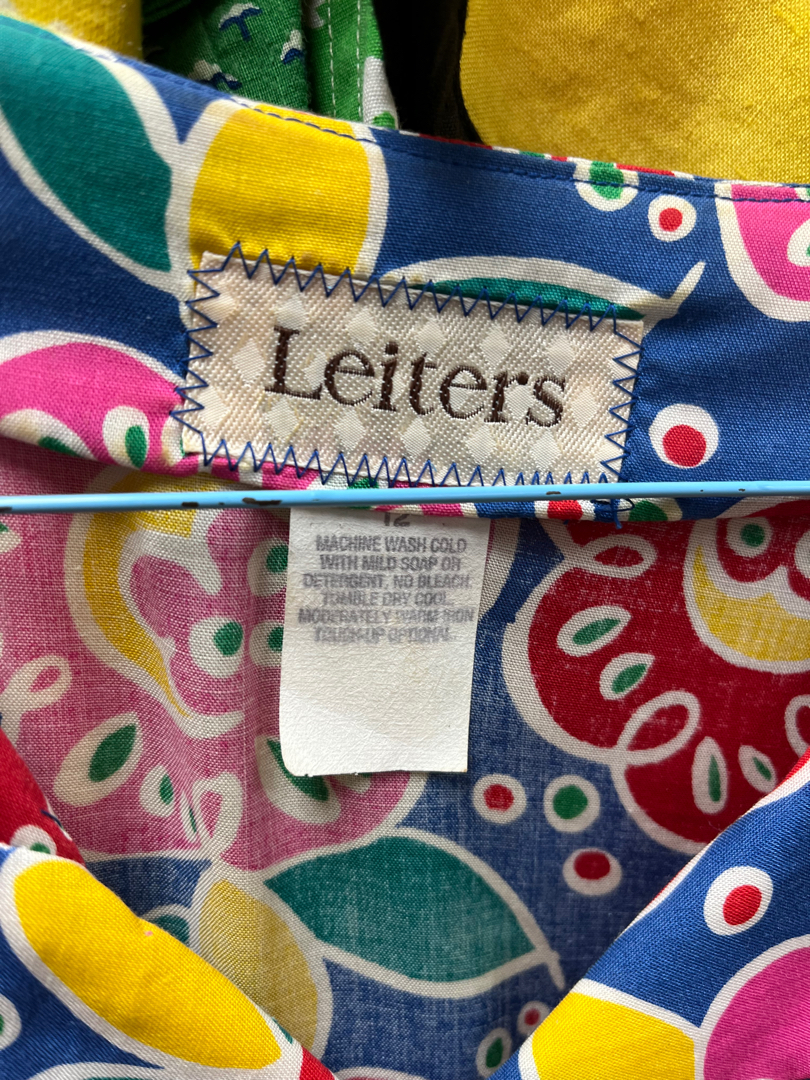 Leiters
12
MACHINE WASH COLD
WITH MILD SOAP OR
DETERGENT, NO BLEACH
TUMBLE DRY COOL.
MODERATELY WARM IRON
TOUCH-UP OPTIONAL